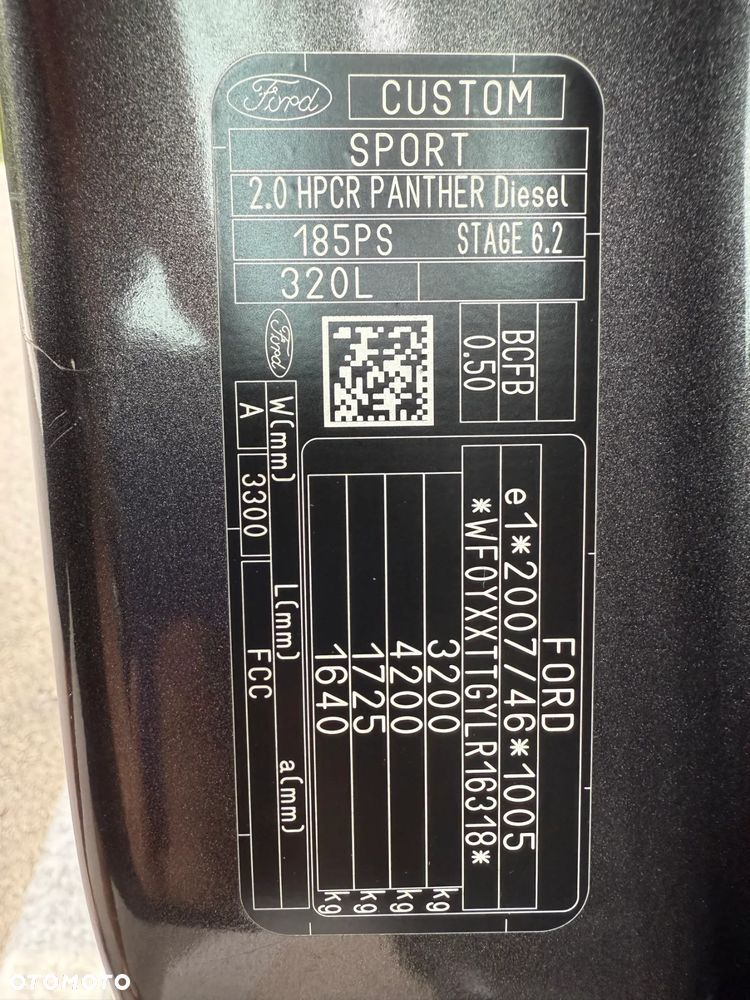 Ford CUSTOM
SPORT
2.0 HPCR PANTHER Diesel
185PS STAGE 6.2
320L
Ford
BCFB
0.50
FORD
e1*2007/46*1005
*WF0YXXTTGYLR16318*
3200 kg
4200 kg
1725 kg
1640 kg
W(mm) L(mm) a(mm)
A 3300 FCC
OTOMOTO